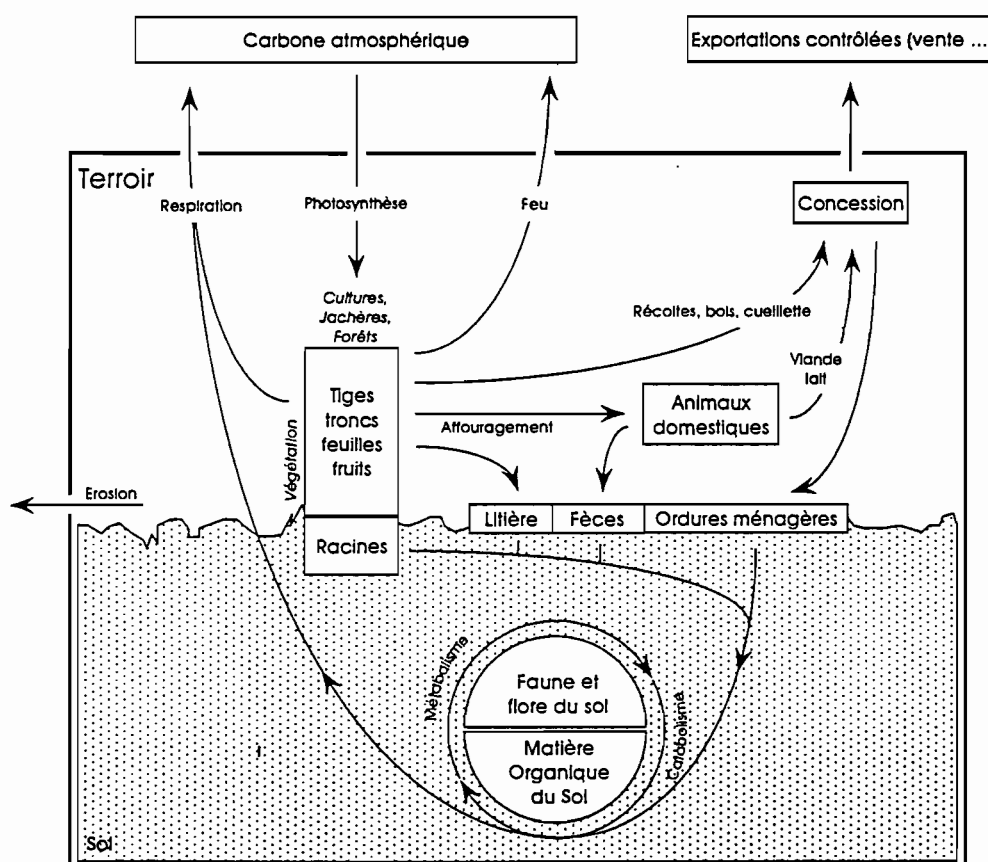 Carbone atmosphérique
Exportations contrôlées (vente ...
Terroir
Respiration
Photosynthèse
Feu
Concession
Cultures,
Jachères,
Forêts
Récoltes, bois, cueillette
Viande
lait
Tiges
troncs
feuilles
fruits
Végétation
Affouragement
Animaux
domestiques
Erosion
Litière
Fèces
Ordures ménagères
Racines
Métabolisme
Catabolisme
Faune et
flore du sol
Matière
Organique
du Sol
Sol